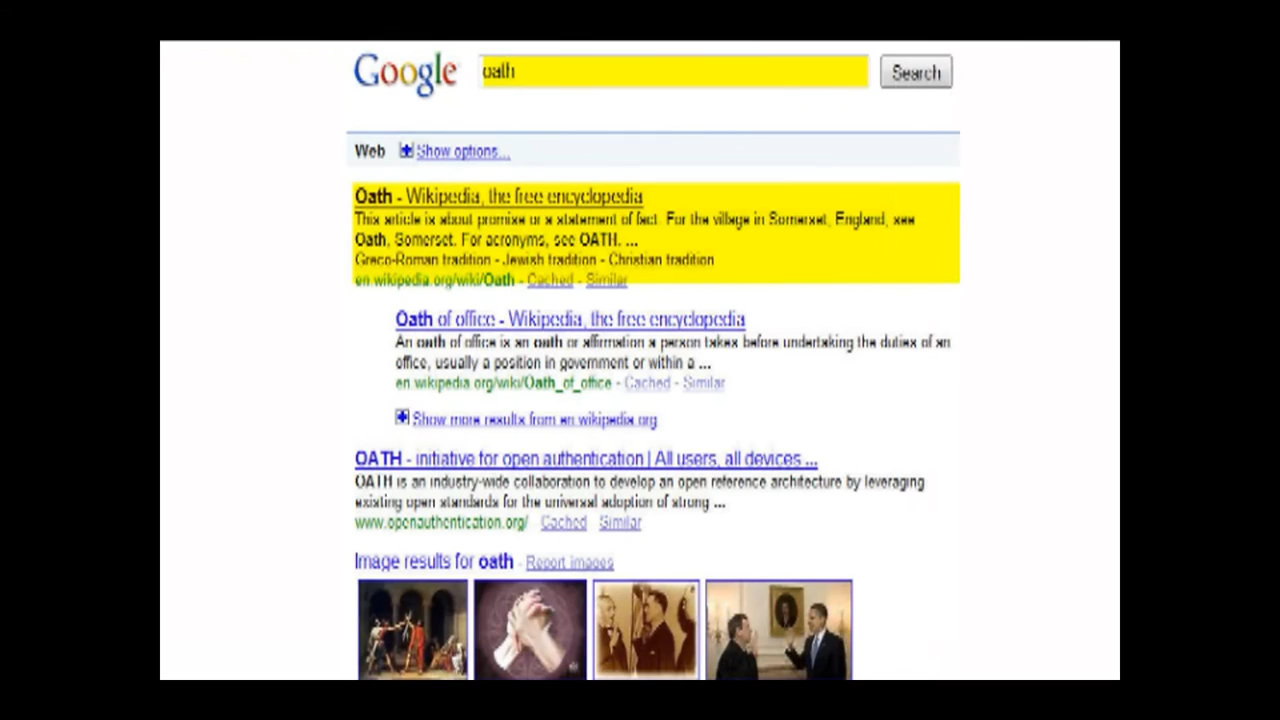 Google oath Search
Web Show options...
Oath - Wikipedia, the free encyclopedia
This article is about promise or a statement of fact. For the village in Somerset, England, see
Oath, Somerset. For acronyms, see OATH. ...
Greco-Roman tradition - Jewish tradition - Christian tradition
en.wikipedia.org/wiki/Oath - Cached - Similar
Oath of office - Wikipedia, the free encyclopedia
An oath of office is an oath or affirmation a person takes before undertaking the duties of an
office, usually a position in government or within a ...
en.wikipedia.org/wiki/Oath_of_office - Cached - Similar
Show more results from en.wikipedia.org
OATH - initiative for open authentication | All users, all devices ...
OATH is an industry-wide collaboration to develop an open reference architecture by leveraging
existing open standards for the universal adoption of strong ...
www.openauthentication.org/ - Cached Similar
Image results for oath - Report images